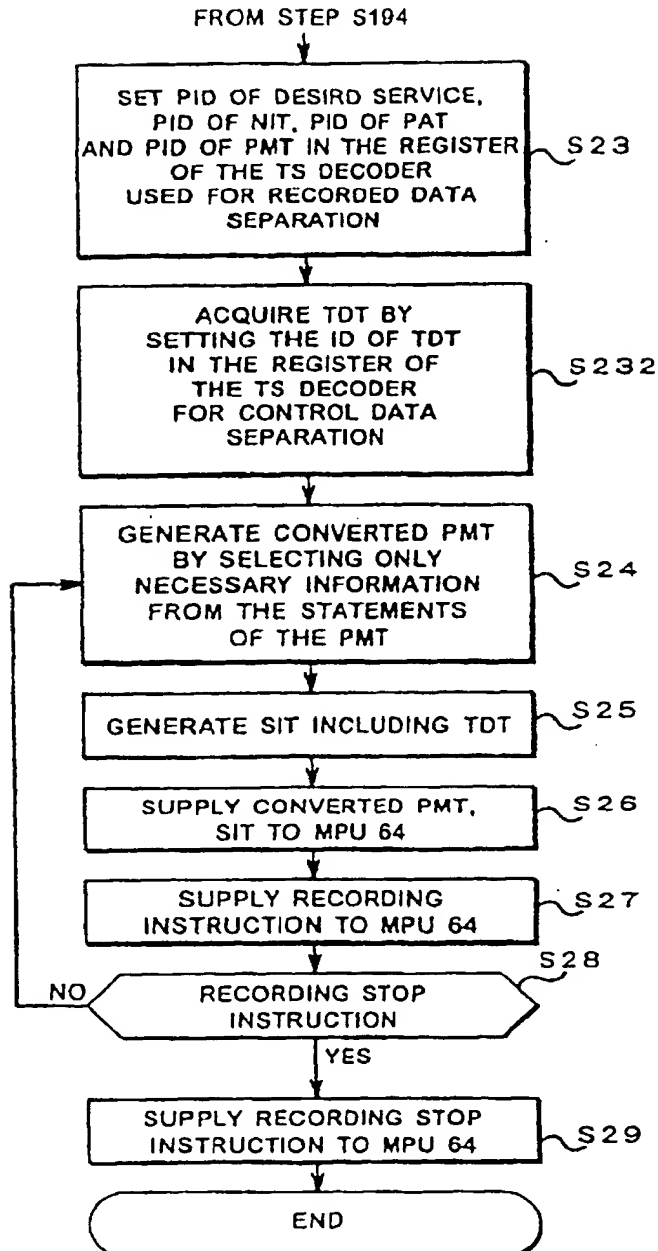 FROM STEP S194
SET PID OF DESIRD SERVICE,
PID OF NIT, PID OF PAT
AND PID OF PMT IN THE REGISTER
OF THE TS DECODER
USED FOR RECORDED DATA
SEPARATION
S23
ACQUIRE TDT BY
SETTING THE ID OF TDT
IN THE REGISTER OF
THE TS DECODER
FOR CONTROL DATA
SEPARATION
S232
GENERATE CONVERTED PMT
BY SELECTING ONLY
NECESSARY INFORMATION
FROM THE STATEMENTS
OF THE PMT
S24
GENERATE SIT INCLUDING TDT
S25
SUPPLY CONVERTED PMT,
SIT TO MPU 64
S26
SUPPLY RECORDING
INSTRUCTION TO MPU 64
S27
S28
NO
RECORDING STOP
INSTRUCTION
YES
SUPPLY RECORDING STOP
INSTRUCTION TO MPU 64
S29
END